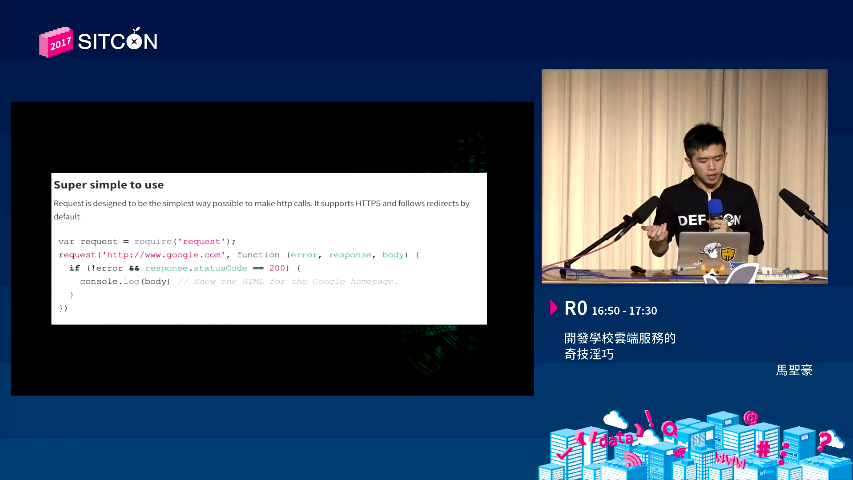 2017 SITCON
Super simple to use
Request is designed to be the simplest way possible to make http calls. It supports HTTPS and follows redirects by
default.
var request = require('request');
request('http://www.google.com', function (error, response, body) {
if (!error && response.statusCode == 200) {
console.log(body) // Show the HTML for the Google homepage.
}
})
DEF CON
R0 16:50 - 17:30
開發學校雲端服務的
奇技淫巧
馬聖豪
data
www